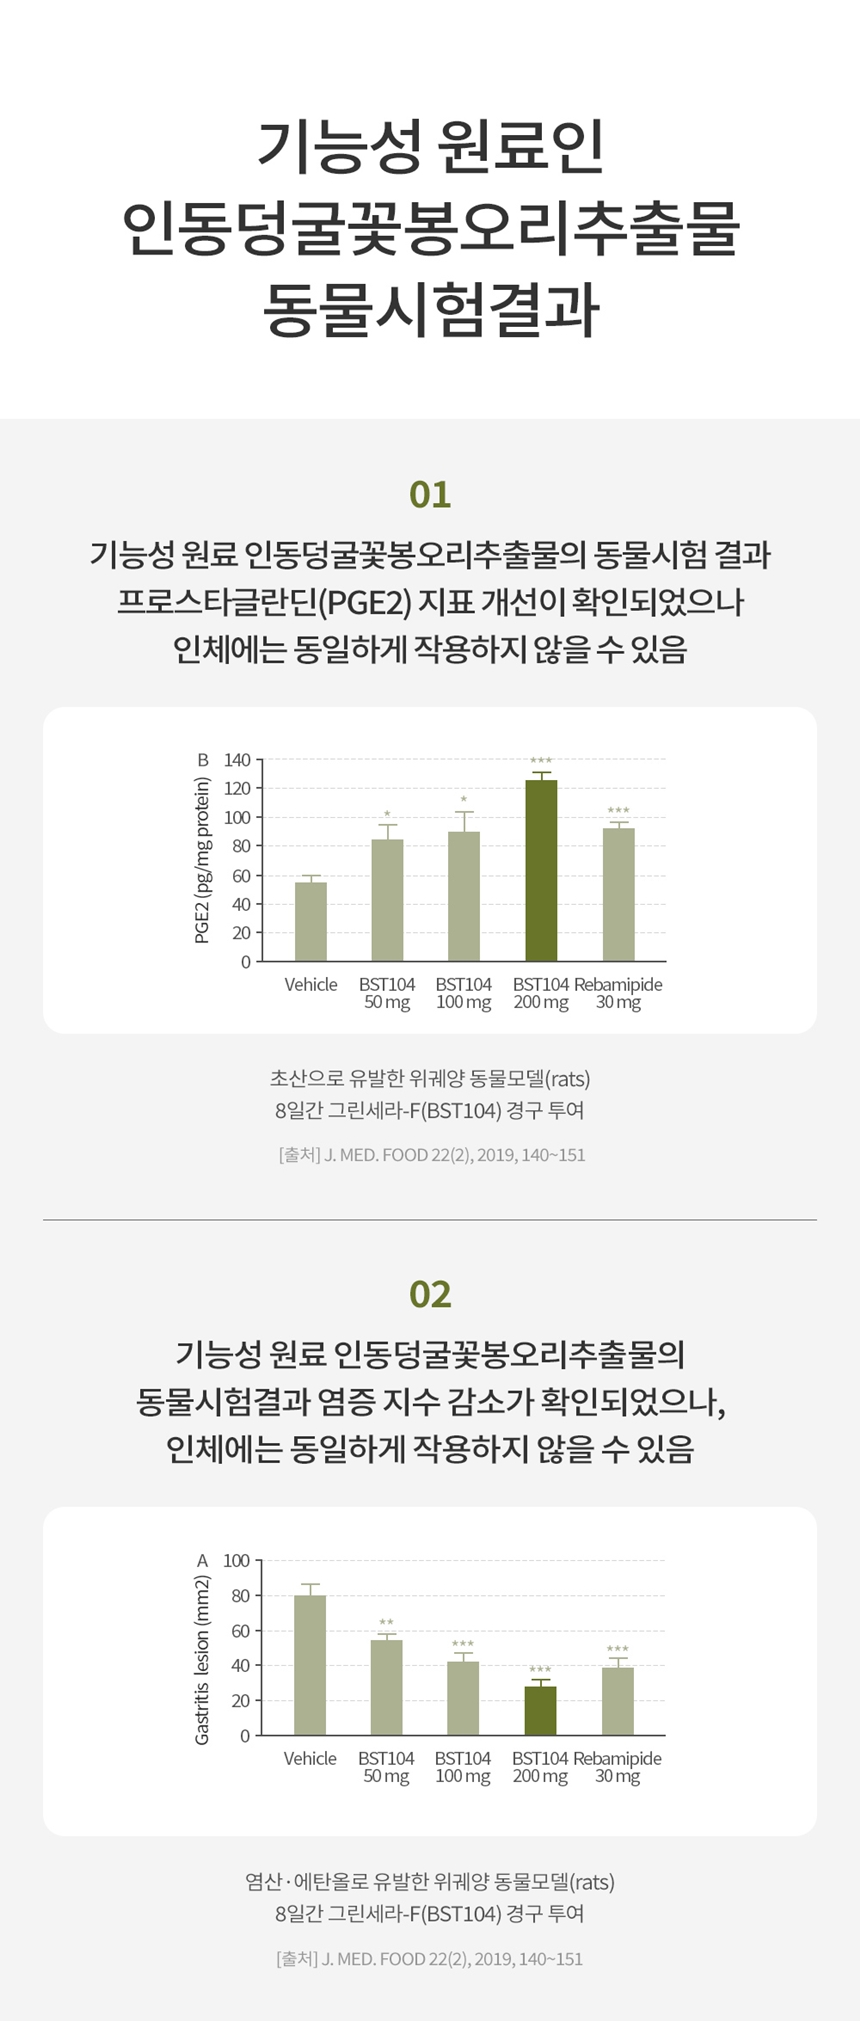 기능성 원료인
인동덩굴꽃봉오리추출물
동물시험결과
01
기능성 원료 인동덩굴꽃봉오리추출물의 동물시험 결과
프로스타글란딘(PGE2) 지표 개선이 확인되었으나
인체에는 동일하게 작용하지 않을 수 있음
B
PGE2 (pg/mg protein)
140
120
100
80
60
40
20
0
*
*
***
***
Vehicle
BST104
50 mg
BST104
100 mg
BST104
200 mg
Rebamipide
30 mg
초산으로 유발한 위궤양 동물모델(rats)
8일간 그린세라-F(BST104) 경구 투여
[출처] J. MED. FOOD 22(2), 2019, 140~151
02
기능성 원료 인동덩굴꽃봉오리추출물의
동물시험결과 염증 지수 감소가 확인되었으나,
인체에는 동일하게 작용하지 않을 수 있음
A
Gastritis lesion (mm2)
100
80
60
40
20
0
**
***
***
***
Vehicle
BST104
50 mg
BST104
100 mg
BST104
200 mg
Rebamipide
30 mg
염산·에탄올로 유발한 위궤양 동물모델(rats)
8일간 그린세라-F(BST104) 경구 투여
[출처] J. MED. FOOD 22(2), 2019, 140~151